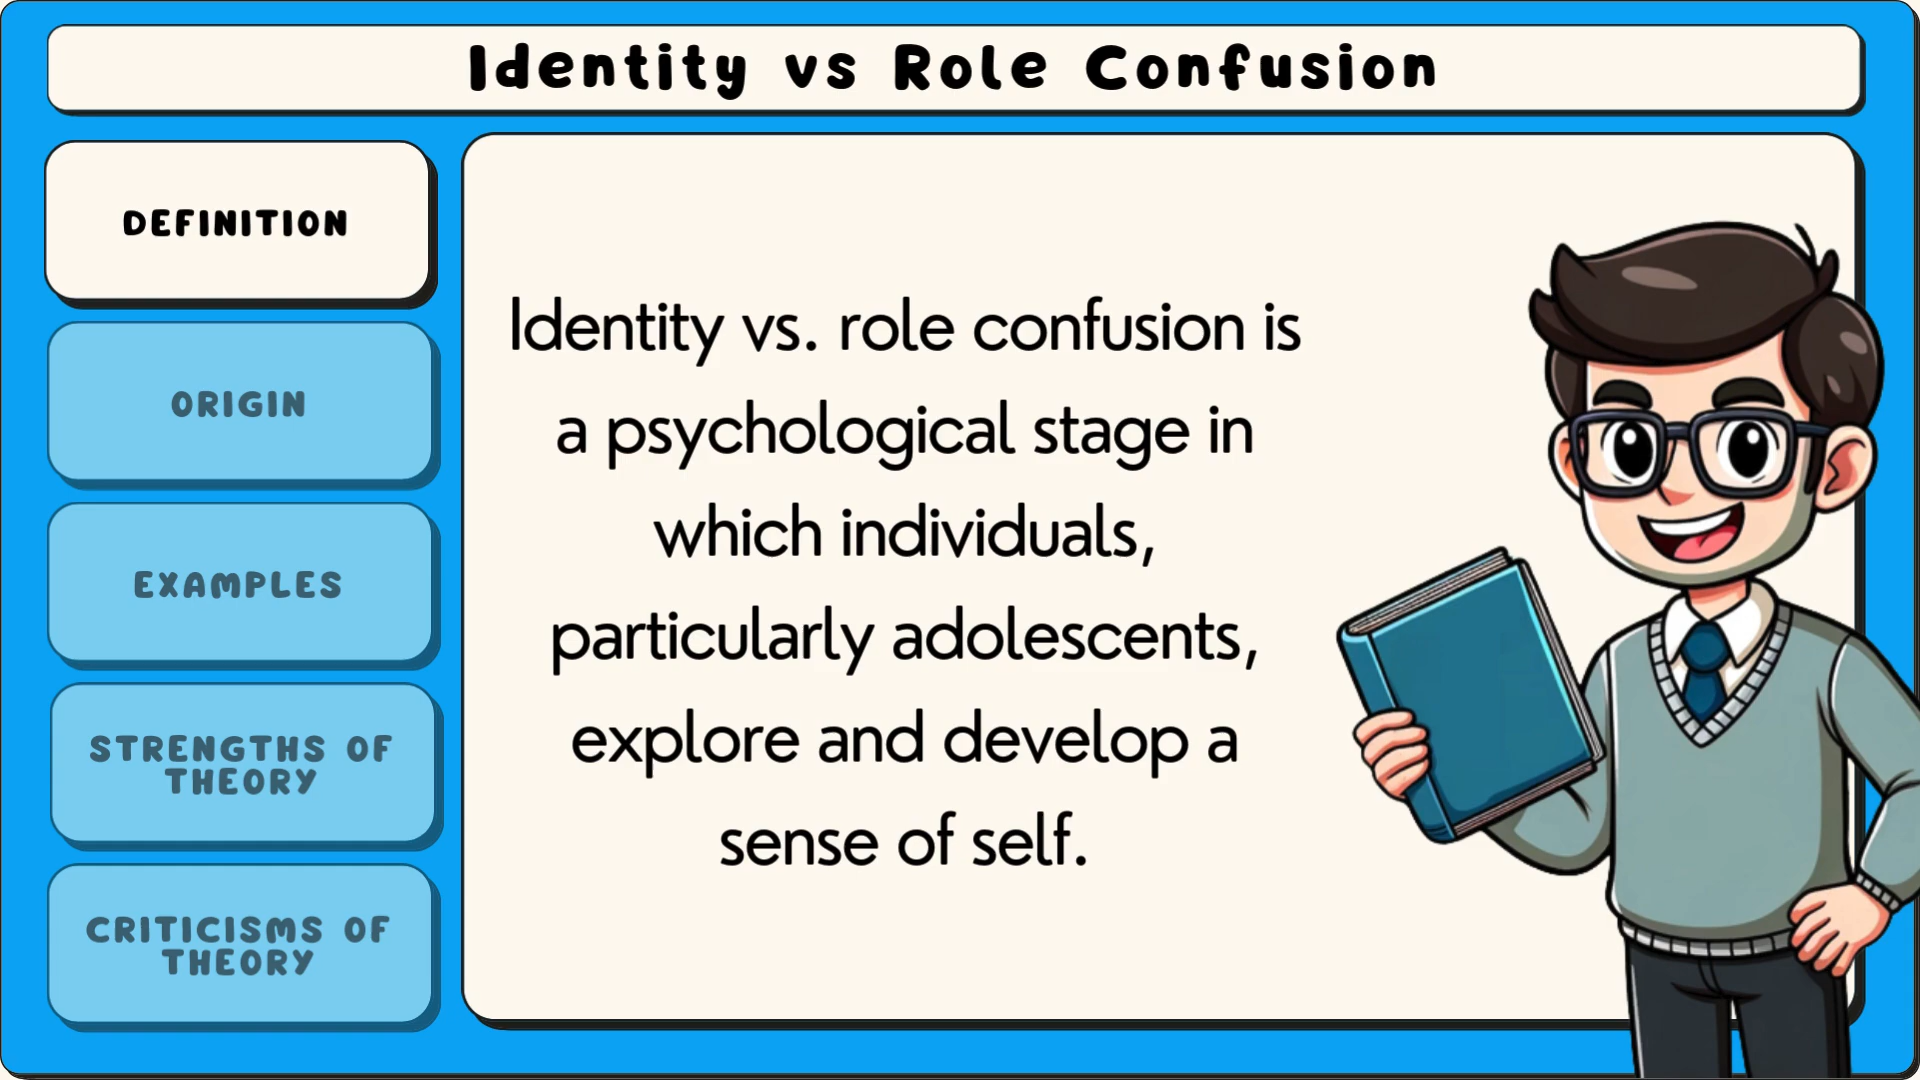 Identity vs Role Confusion
DEFINITION
ORIGIN
EXAMPLES
STRENGTHS OF
THEORY
CRITICISMS OF
THEORY
Identity vs. role confusion is
a psychological stage in
which individuals,
particularly adolescents,
explore and develop a
sense of self.